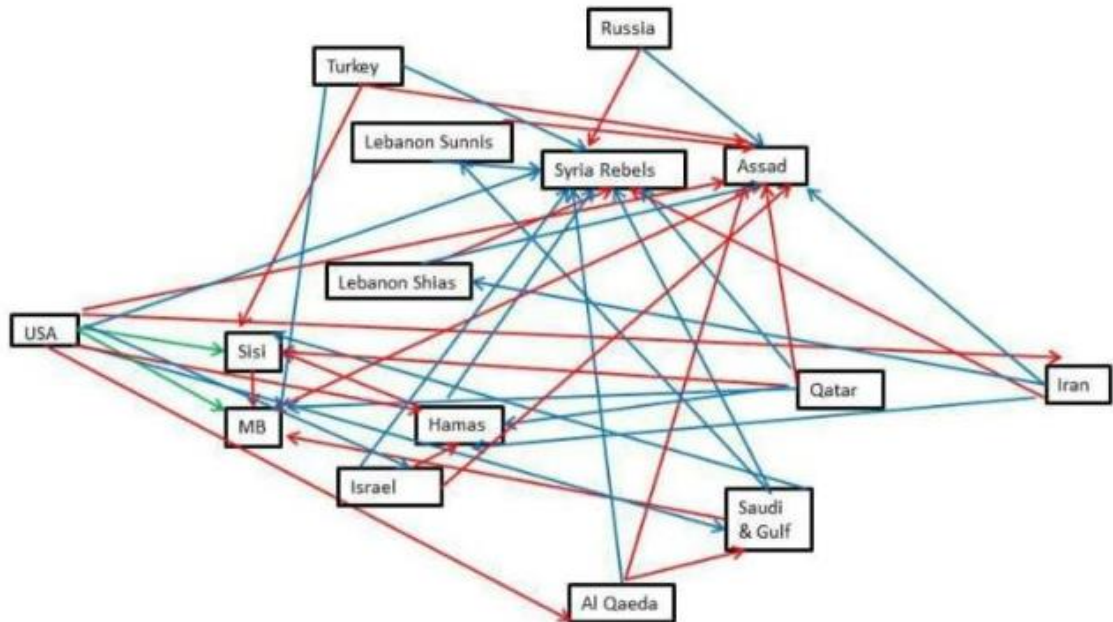 Russia
Turkey
Lebanon Sunnis
Syria Rebels
Assad
Lebanon Shias
USA
Sisi
Qatar
Iran
MB
Hamas
Israel
Saudi
& Gulf
Al Qaeda